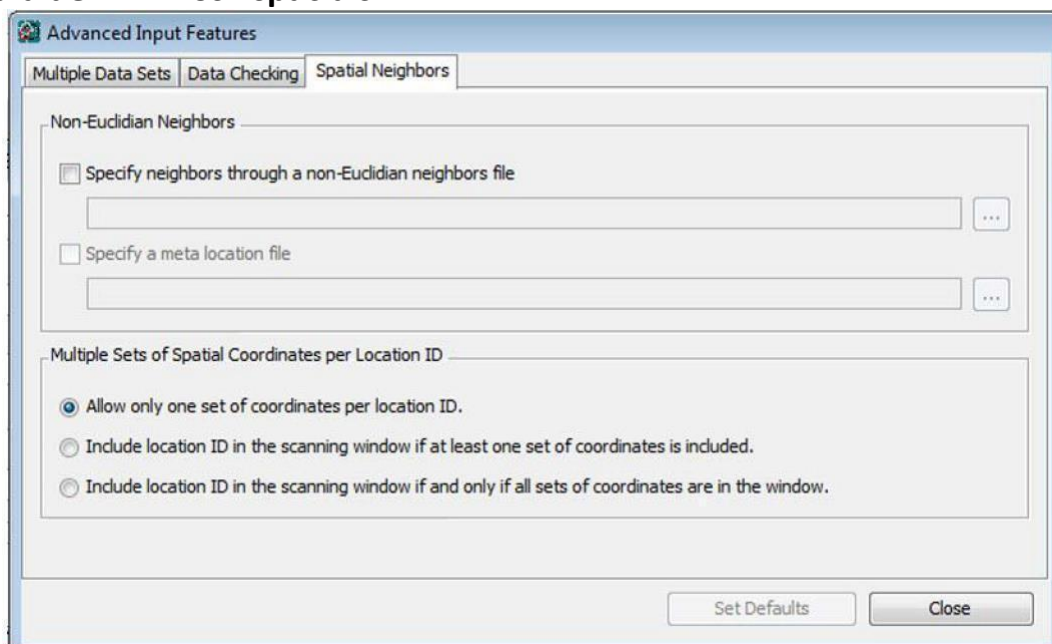 Advanced Input Features
Multiple Data Sets Data Checking Spatial Neighbors
Non-Euclidian Neighbors
Specify neighbors through a non-Euclidian neighbors file
...
Specify a meta location file
...
Multiple Sets of Spatial Coordinates per Location ID
Allow only one set of coordinates per location ID.
Include location ID in the scanning window if at least one set of coordinates is included.
Include location ID in the scanning window if and only if all sets of coordinates are in the window.
Set Defaults Close